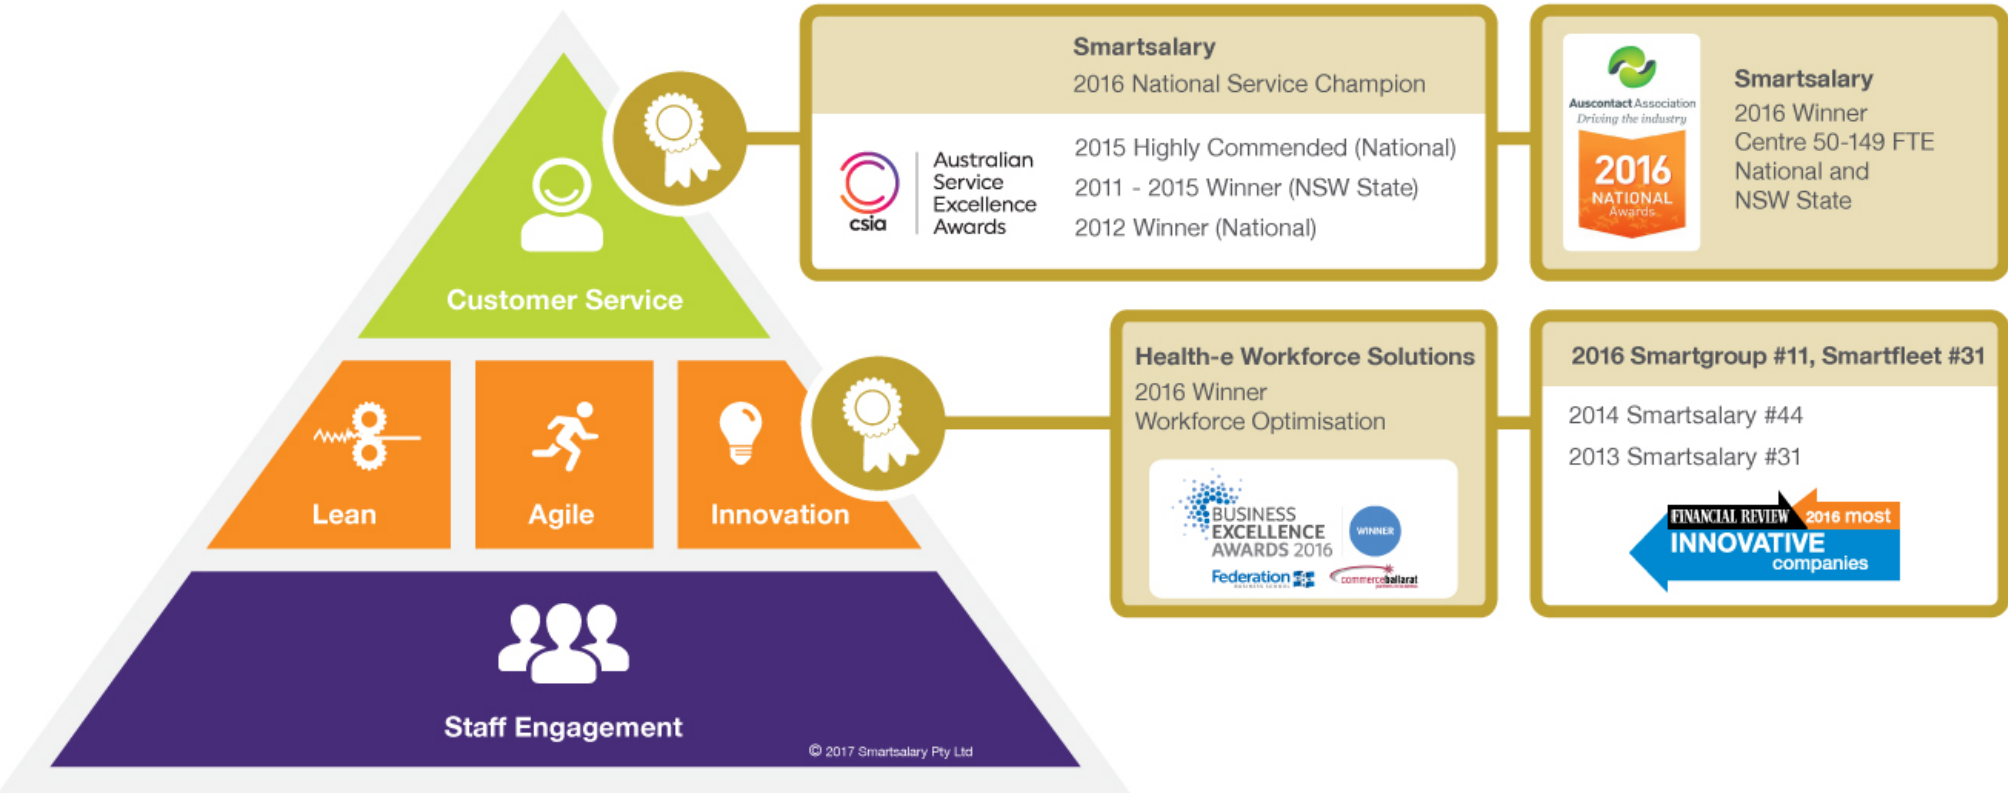 Smartsalary
2016 National Service Champion
csia
Australian
Service
Excellence
Awards
2015 Highly Commended (National)
2011 - 2015 Winner (NSW State)
2012 Winner (National)
Auscontact Association
Driving the industry
2016
NATIONAL
Awards
Smartsalary
2016 Winner
Centre 50-149 FTE
National and
NSW State
Customer Service
Health-e Workforce Solutions
2016 Winner
Workforce Optimisation
BUSINESS
EXCELLENCE
AWARDS 2016
WINNER
Federation
BUSINESS SCHOOL
commerceballarat
2016 Smartgroup #11, Smartfleet #31
2014 Smartsalary #44
2013 Smartsalary #31
FINANCIAL REVIEW 2016 most
INNOVATIVE
companies
Lean
Agile
Innovation
Staff Engagement
© 2017 Smartsalary Pty Ltd